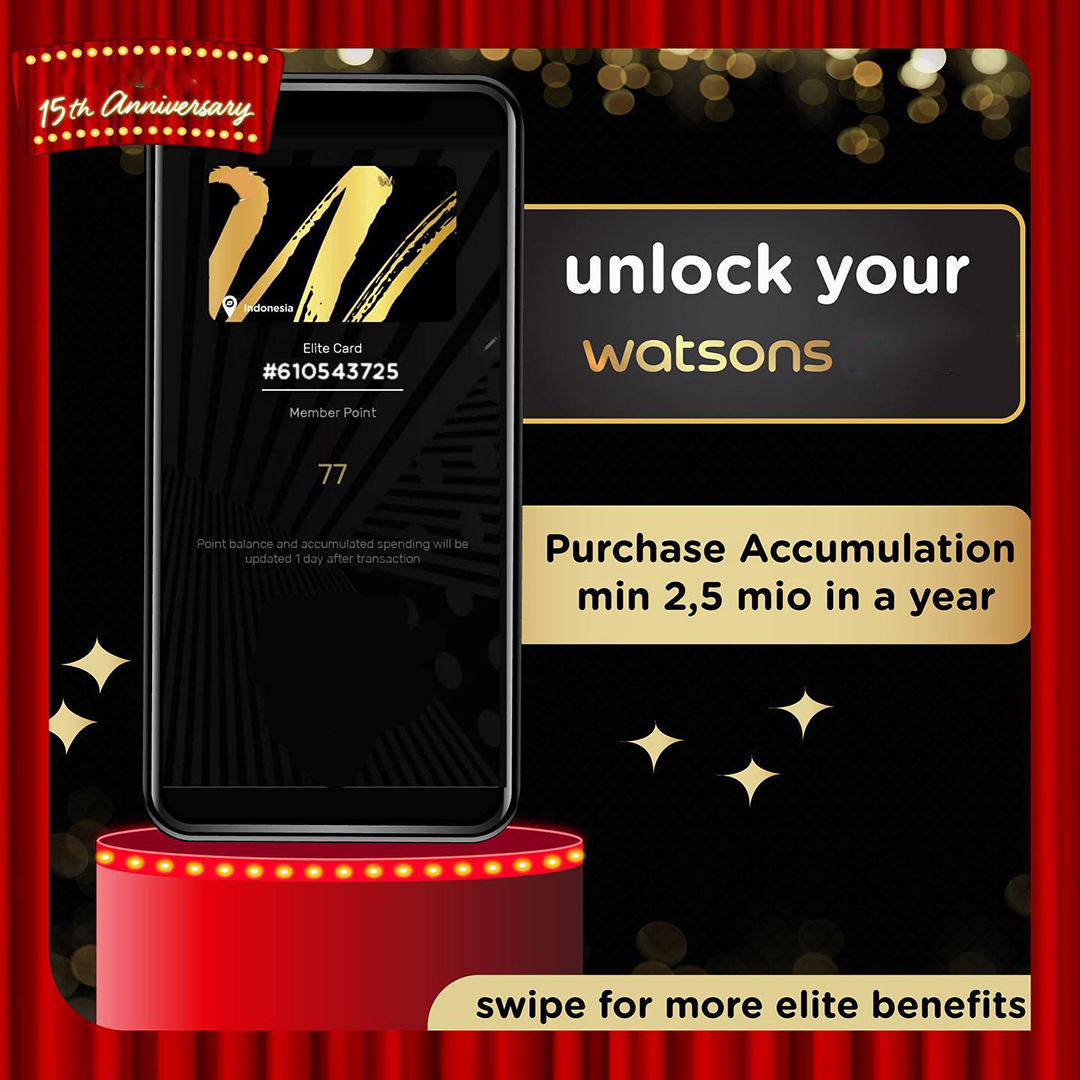 15th Anniversary
Indonesia
Elite Card
#610543725
Member Point
77
Point balance and accumulated spending will be
updated 1 day after transaction
unlock your
watsons
Purchase Accumulation
min 2,5 mio in a year
swipe for more elite benefits